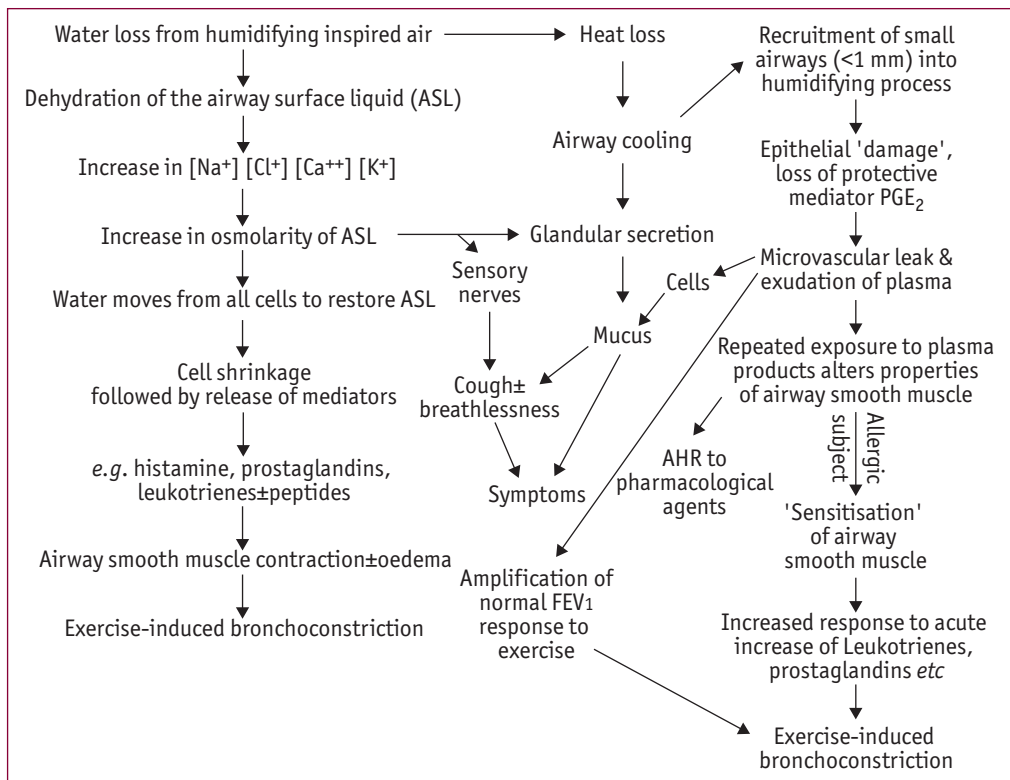 Water loss from humidifying inspired air
Dehydration of the airway surface liquid (ASL)
Increase in [Na⁺] [Cl⁺] [Ca⁺⁺] [K⁺]
Increase in osmolarity of ASL
Water moves from all cells to restore ASL
Cell shrinkage
followed by release of mediators
e.g. histamine, prostaglandins,
leukotrienes±peptides
Airway smooth muscle contraction±oedema
Exercise-induced bronchoconstriction
Heat loss
Airway cooling
Glandular secretion
Sensory
nerves
Cells
Mucus
Cough±
breathlessness
Symptoms
Amplification of
normal FEV₁
response to
exercise
Recruitment of small
airways (<1 mm) into
humidifying process
Epithelial 'damage',
loss of protective
mediator PGE₂
Microvascular leak &
exudation of plasma
Repeated exposure to plasma
products alters properties
of airway smooth muscle
AHR to
pharmacological
agents
Allergic
subject
'Sensitisation'
of airway
smooth muscle
Increased response to acute
increase of Leukotrienes,
prostaglandins etc
Exercise-induced
bronchoconstriction